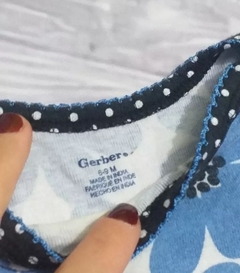 Gerber®
6-9 M
MADE IN INDIA
FABRIQUÉ EN INDE
HECHO EN INDIA